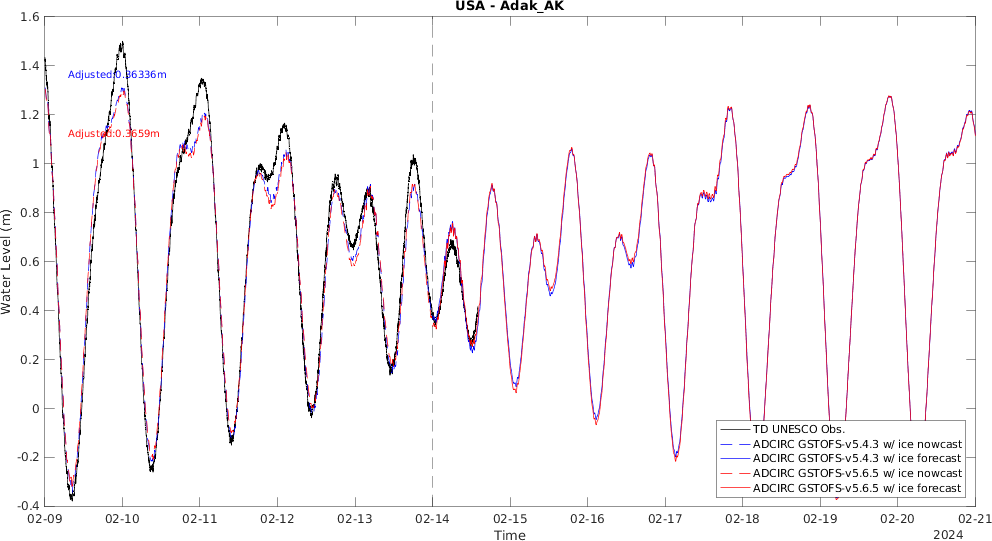 USA - Adak_AK
1.6
1.4
1.2
1
0.8
0.6
0.4
0.2
0
-0.2
-0.4
Water Level (m)
Adjusted:0.36336m
Adjusted:0.3659m
TD UNESCO Obs.
ADCIRC GSTOFS-v5.4.3 w/ ice nowcast
ADCIRC GSTOFS-v5.4.3 w/ ice forecast
ADCIRC GSTOFS-v5.6.5 w/ ice nowcast
ADCIRC GSTOFS-v5.6.5 w/ ice forecast
02-09 02-10 02-11 02-12 02-13 02-14 02-15 02-16 02-17 02-18 02-19 02-20 02-21
Time
2024